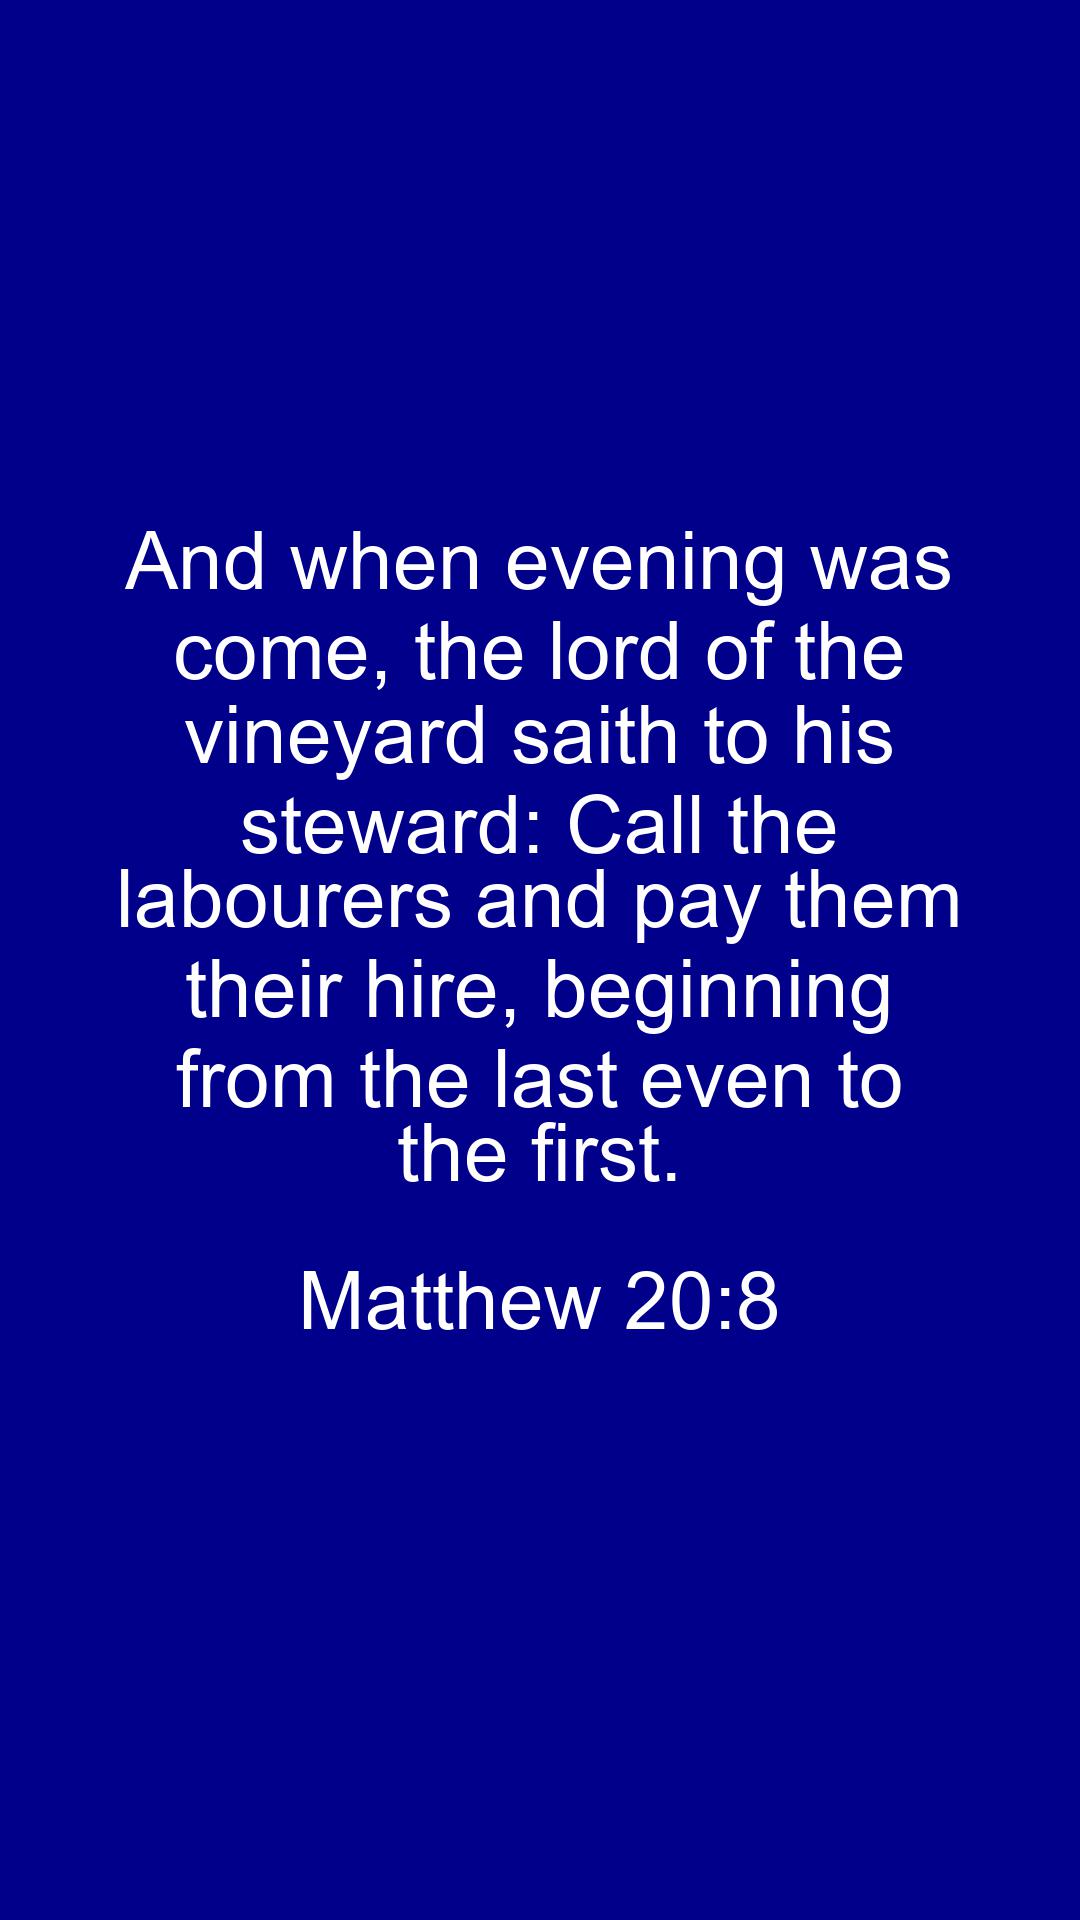 And when evening was
come, the lord of the
vineyard saith to his
steward: Call the
labourers and pay them
their hire, beginning
from the last even to
the first.
Matthew 20:8